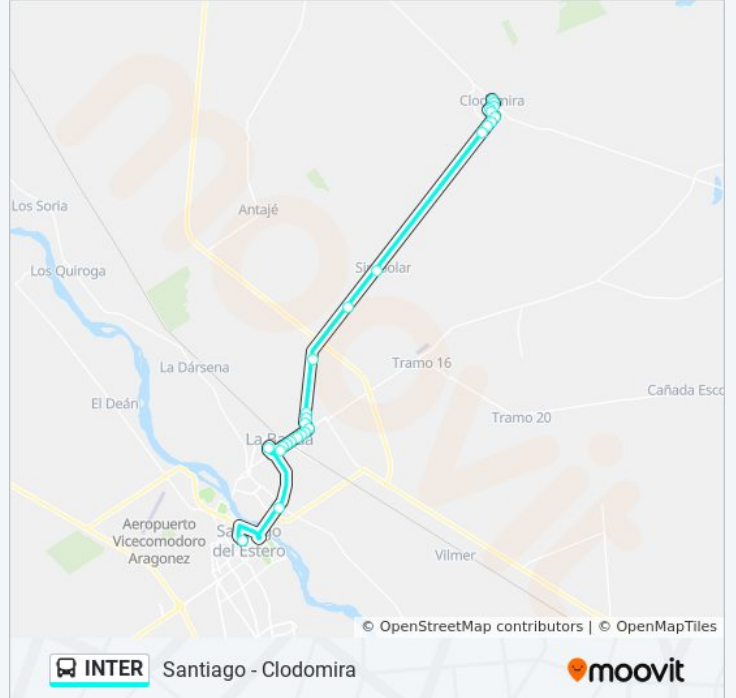 Clodomira
Los Soria
Antajé
Los Quiroga
Simbolar
La Dársena
Tramo 16
El Deán
Cañada Esco
Tramo 20
La Banda
Aeropuerto
Vicecomodoro
Aragonez
Santiago
del Estero
Vilmer
moovit
© OpenStreetMap contributors | © OpenMapTiles
INTER Santiago - Clodomira
moovit